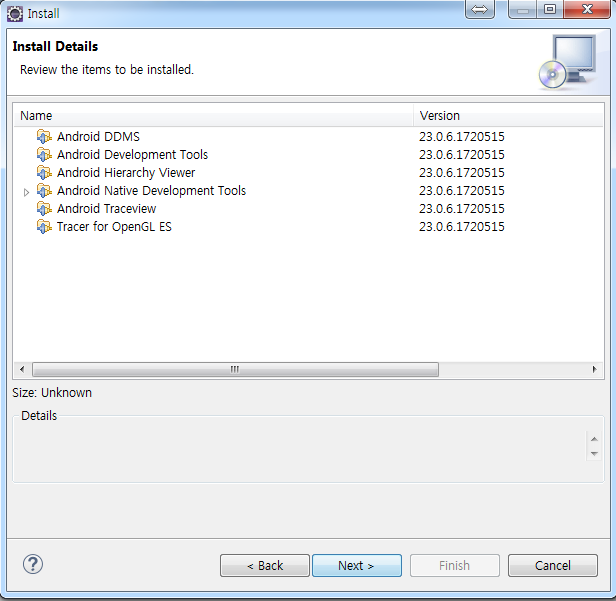 Install
Install Details
Review the items to be installed.
Name Version
Android DDMS 23.0.6.1720515
Android Development Tools 23.0.6.1720515
Android Hierarchy Viewer 23.0.6.1720515
Android Native Development Tools 23.0.6.1720515
Android Traceview 23.0.6.1720515
Tracer for OpenGL ES 23.0.6.1720515
Size: Unknown
Details
? < Back Next > Finish Cancel